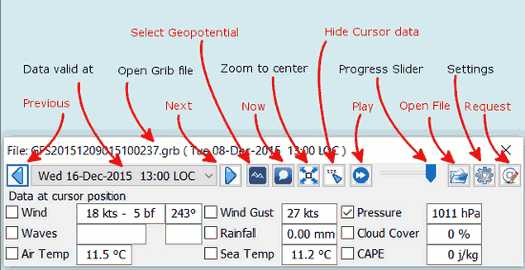 Select Geopotential
Hide Cursor data
Data valid at
Open Grib file
Zoom to center
Progress Slider
Settings
Previous
Next
Now
Play
Open File
Request
File: GFS20151209015100237.grb ( Tue 08-Dec-2015 13:00 LOC )
Wed 16-Dec-2015 13:00 LOC
Data at cursor position
Wind 18 kts - 5 bf 243° Wind Gust 27 kts Pressure 1011 hPa
Waves Rainfall 0.00 mm Cloud Cover 0 %
Air Temp 11.5 °C Sea Temp 11.2 °C CAPE 0 j/kg